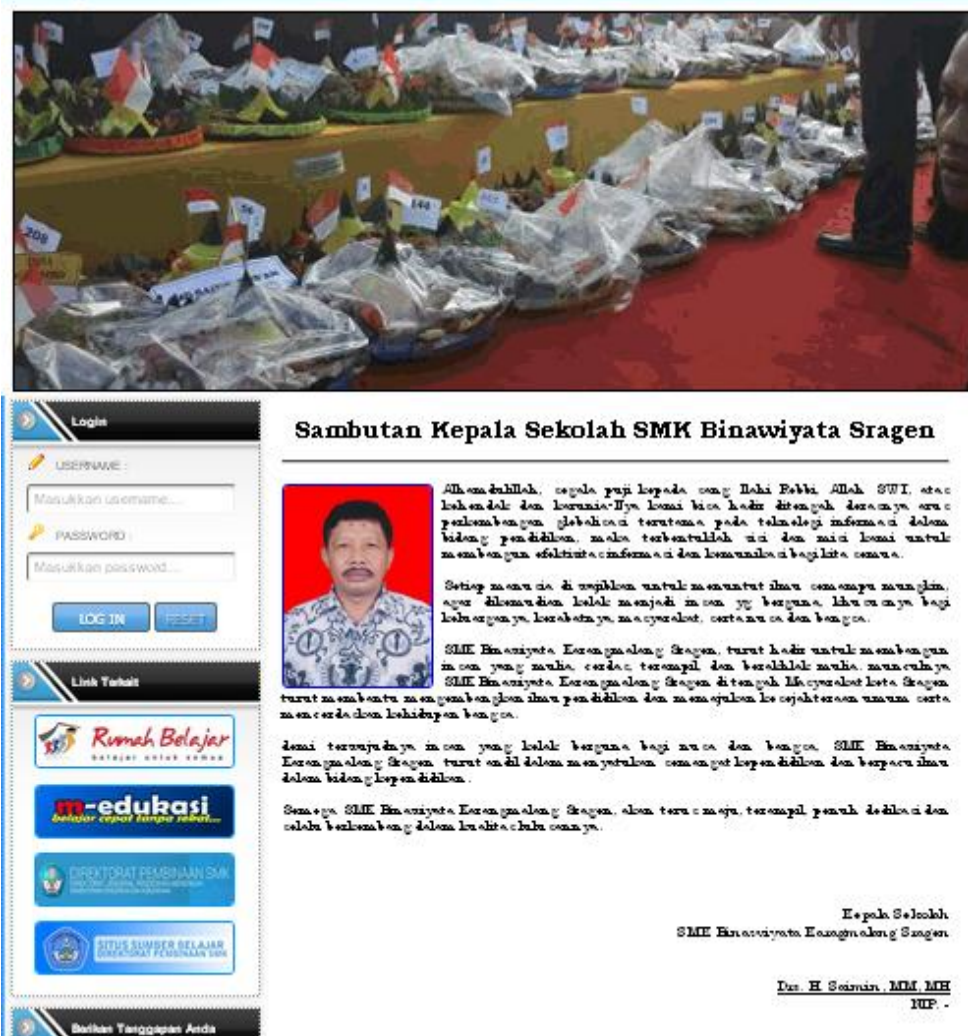 208
56
144
Login
USERNAME :
Masukkan username....
PASSWORD :
Masukkan password....
LOG IN
RESET
Link Terkait
Rumah Belajar
belajar untuk semua
m-edukasi
belajar cepat tanpa sekat...
DIREKTORAT PEMBINAAN SMK
SITUS SUMBER BELAJAR
DIREKTORAT PEMBINAAN SMK
Berikan Tanggapan Anda
Sambutan Kepala Sekolah SMK Binawiyata Sragen
Alhamdulillah, segala puji kepada sang Ilahi Robbi, Allah SWT, atas
kehendak dan karunia-Nya kami bisa hadir ditengah derasnya arus
perkembangan globalisasi terutama pada teknologi informasi dalam
bidang pendidikan, maka terbentuklah visi dan misi kami untuk
membangun efektivitas informasi dan komunikasi bagi kita semua.
Setiap manusia di wajibkan untuk menuntut ilmu semampu mungkin,
agar dikemudian kelak menjadi insan yg berguna, khususnya bagi
keluarganya, kerabatnya, masyarakat, serta nusa dan bangsa.
SMK Binawiyata Karangmalang Sragen, turut hadir untuk membangun
insan yang mulia, cerdas, terampil, dan berakhlak mulia. munculnya
SMK Binawiyata Karangmalang Sragen di tengah Masyarakat kota Sragen
turut membantu mengembangkan ilmu pendidikan dan memajukan kesejahteraan umum serta
mencerdaskan kehidupan bangsa.
demi terwujudnya insan yang kelak berguna bagi nusa dan bangsa, SMK Binawiyata
Karangmalang Sragen turut andil dalam menyatukan semangat kependidikan dan berpacu ilmu
dalam bidang kependidikan.
Semoga SMK Binawiyata Karangmalang Sragen, akan terus maju, terampil, penuh dedikasi dan
selalu berkembang dalam kualitas lulusannya.
Kepala Sekolah
SMK Binawiyata Karagmalang Sragen
Drs. H. Soimin, MM, MH
NIP. -